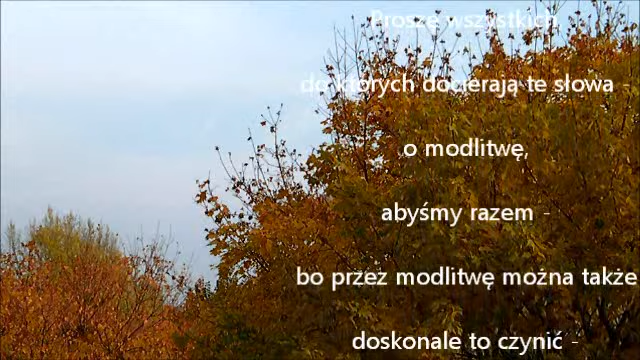 Proszę wszystkich,
do których docierają te słowa -
o modlitwę,
abyśmy razem -
bo przez modlitwę można także
doskonale to czynić -